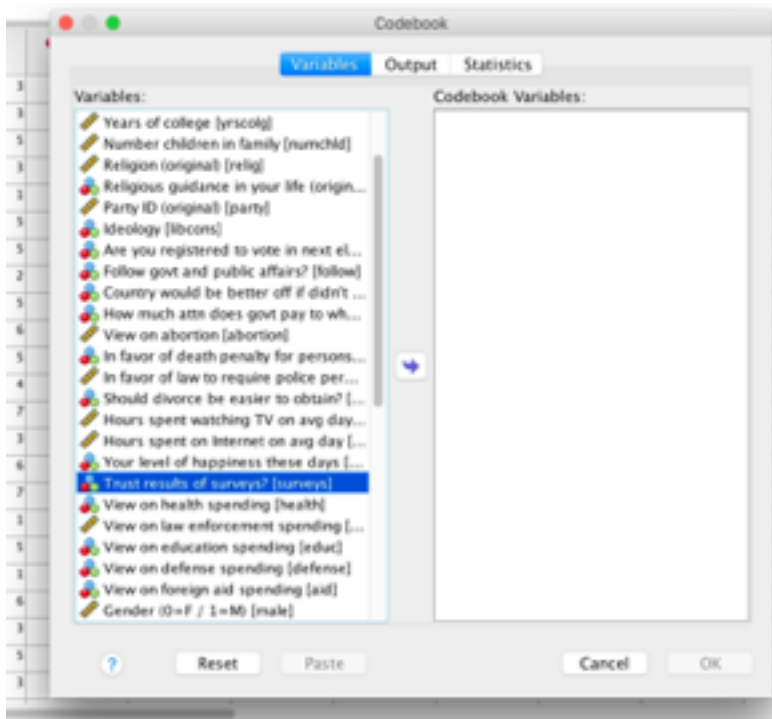 Codebook
Variables Output Statistics
Variables:
Codebook Variables:
Years of college [yrscolg]
Number children in family [numchld]
Religion (original) [relig]
Religious guidance in your life (origin...
Party ID (original) [party]
Ideology [libcons]
Are you registered to vote in next el...
Follow govt and public affairs? [follow]
Country would be better off if didn't ...
How much attn does govt pay to wh...
View on abortion [abortion]
In favor of death penalty for persons...
In favor of law to require police per...
Should divorce be easier to obtain? [...
Hours spent watching TV on avg day...
Hours spent on Internet on avg day [...
Your level of happiness these days [...
Trust results of surveys? [surveys]
View on health spending [health]
View on law enforcement spending [...
View on education spending [educ]
View on defense spending [defense]
View on foreign aid spending [aid]
Gender (0=F / 1=M) [male]
? Reset Paste Cancel OK